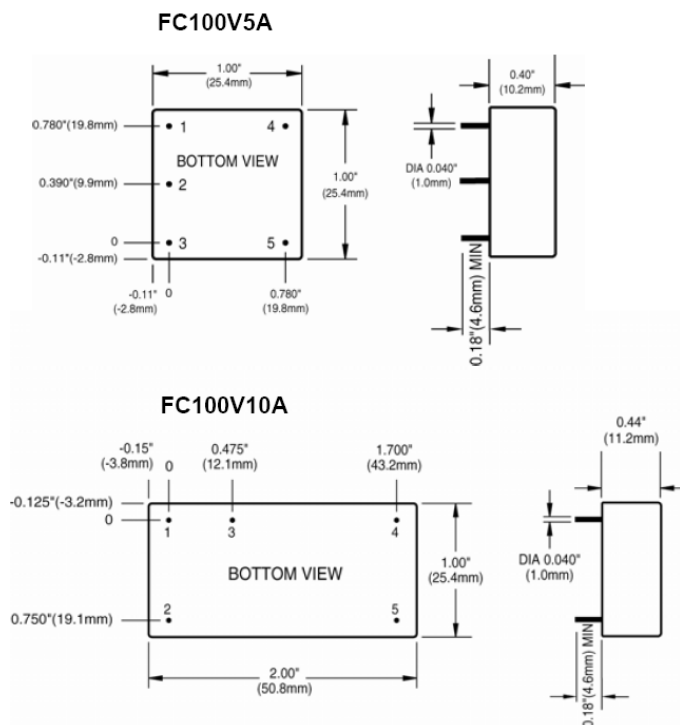 FC100V5A
1.00"
(25.4mm)
0.40"
(10.2mm)
0.780"(19.8mm)
1
4
BOTTOM VIEW
DIA 0.040"
(1.0mm)
1.00"
(25.4mm)
0.390"(9.9mm)
2
0
3
5
-0.11"(-2.8mm)
-0.11"
(-2.8mm)
0
0.780"
(19.8mm)
0.18"(4.6mm) MIN
FC100V10A
-0.15"
(-3.8mm)
0
0.475"
(12.1mm)
1.700"
(43.2mm)
0.44"
(11.2mm)
-0.125"(-3.2mm)
0
1
3
4
BOTTOM VIEW
1.00"
(25.4mm)
DIA 0.040"
(1.0mm)
0.750"(19.1mm)
2
5
2.00"
(50.8mm)
0.18"(4.6mm) MIN